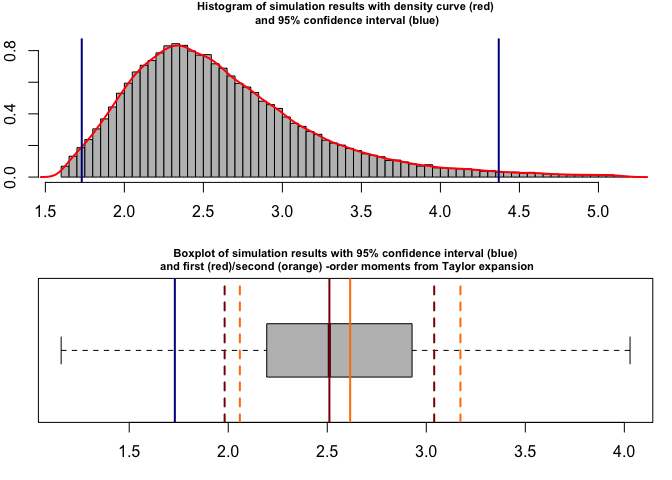 Histogram of simulation results with density curve (red)
and 95% confidence interval (blue)
0.8
0.4
0.0
1.5 2.0 2.5 3.0 3.5 4.0 4.5 5.0
Boxplot of simulation results with 95% confidence interval (blue)
and first (red)/second (orange) -order moments from Taylor expansion
1.5 2.0 2.5 3.0 3.5 4.0